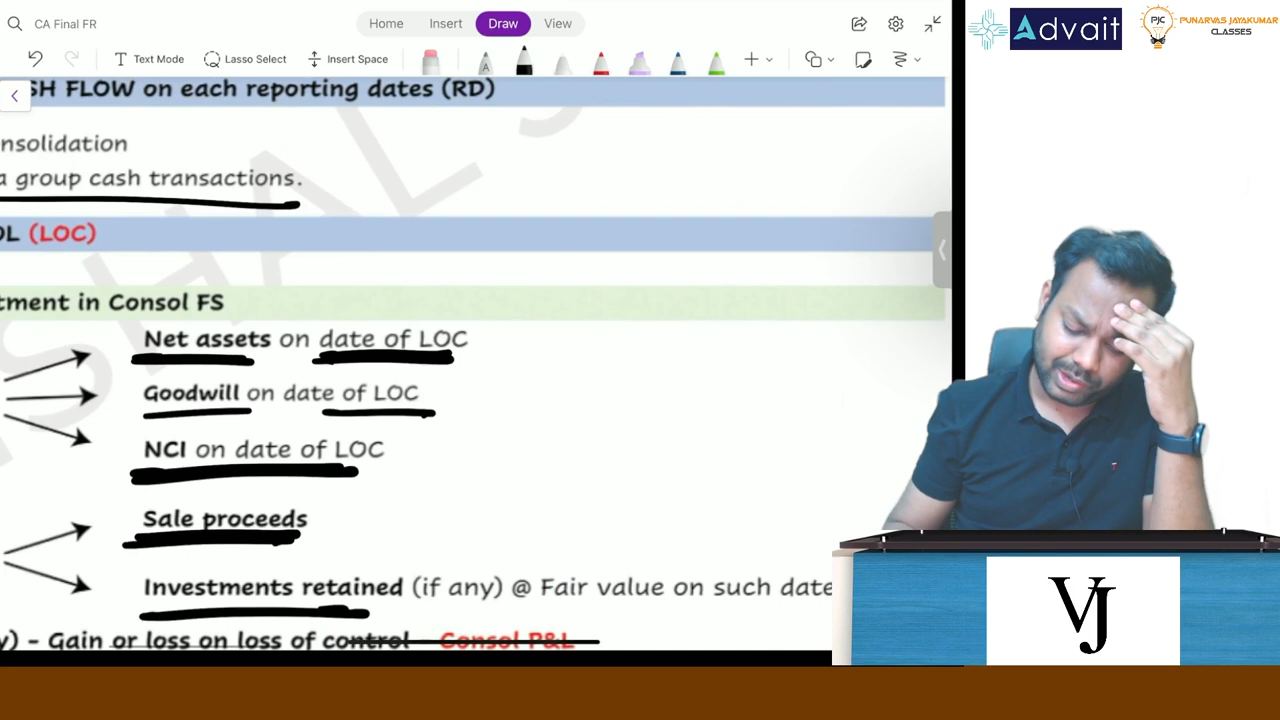 CA Final FR
Home Insert Draw View
Text Mode Lasso Select Insert Space
Advait
PJC PUNARVAS JAYAKUMAR
CLASSES
SH FLOW on each reporting dates (RD)
nsolidation
a group cash transactions.
OL (LOC)
tment in Consol FS
Net assets on date of LOC
Goodwill on date of LOC
NCI on date of LOC
Sale proceeds
Investments retained (if any) @ Fair value on such date
y) - Gain or loss on loss of control Consol P&L
VJ